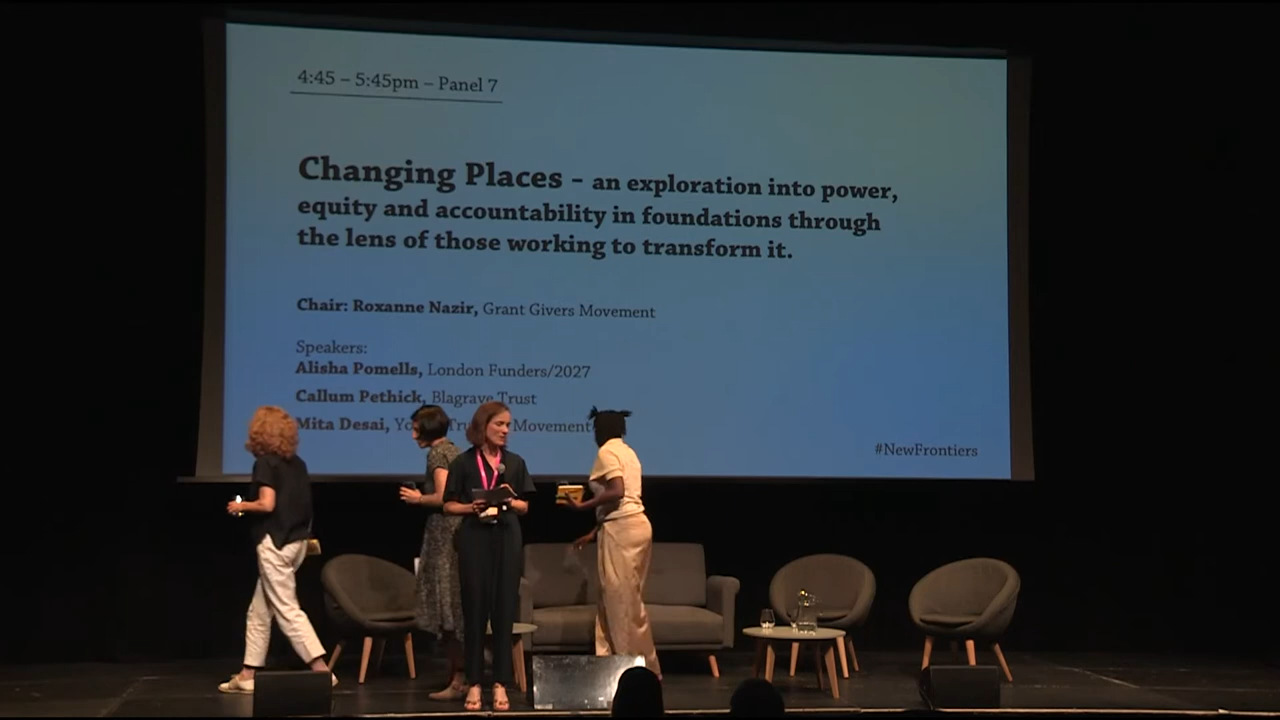 4:45 – 5:45pm – Panel 7
Changing Places – an exploration into power,
equity and accountability in foundations through
the lens of those working to transform it.
Chair: Roxanne Nazir, Grant Givers Movement
Speakers:
Alisha Pomells, London Funders/2027
Callum Pethick, Blagrave Trust
Mita Desai, Movement
#NewFrontiers